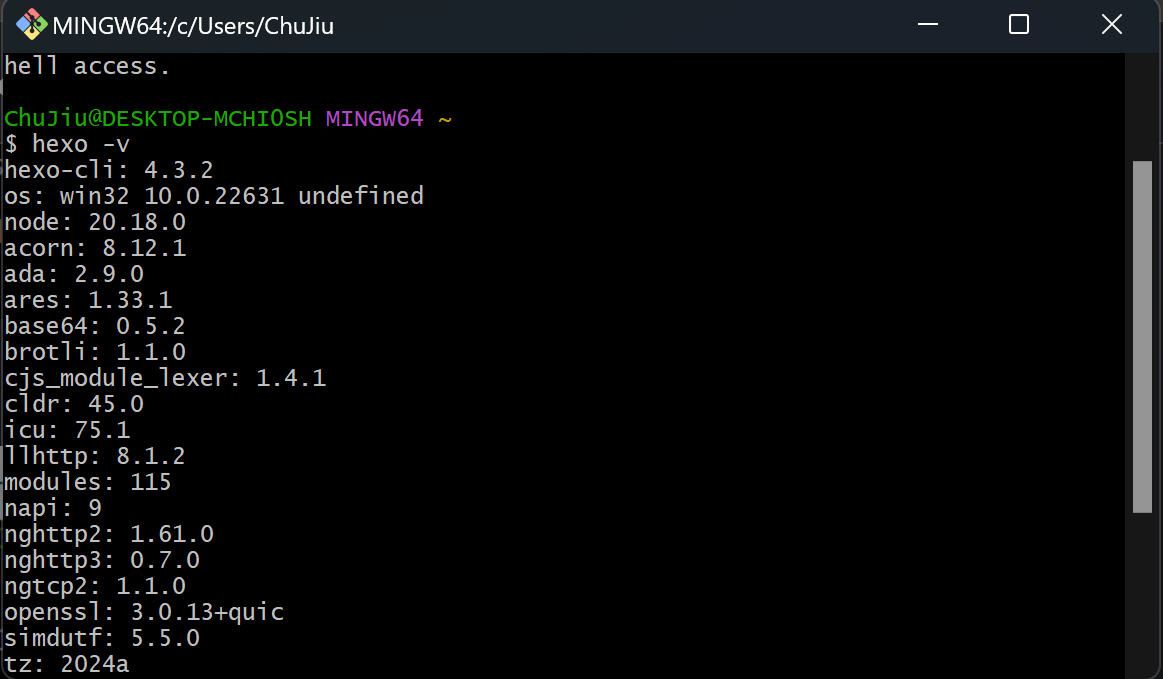 MINGW64:/c/Users/ChuJiu
hell access.
ChuJiu@DESKTOP-MCHIOSH MINGW64 ~
$ hexo -v
hexo-cli: 4.3.2
os: win32 10.0.22631 undefined
node: 20.18.0
acorn: 8.12.1
ada: 2.9.0
ares: 1.33.1
base64: 0.5.2
brotli: 1.1.0
cjs_module_lexer: 1.4.1
cldr: 45.0
icu: 75.1
llhttp: 8.1.2
modules: 115
napi: 9
nghttp2: 1.61.0
nghttp3: 0.7.0
ngtcp2: 1.1.0
openssl: 3.0.13+quic
simdutf: 5.5.0
tz: 2024a